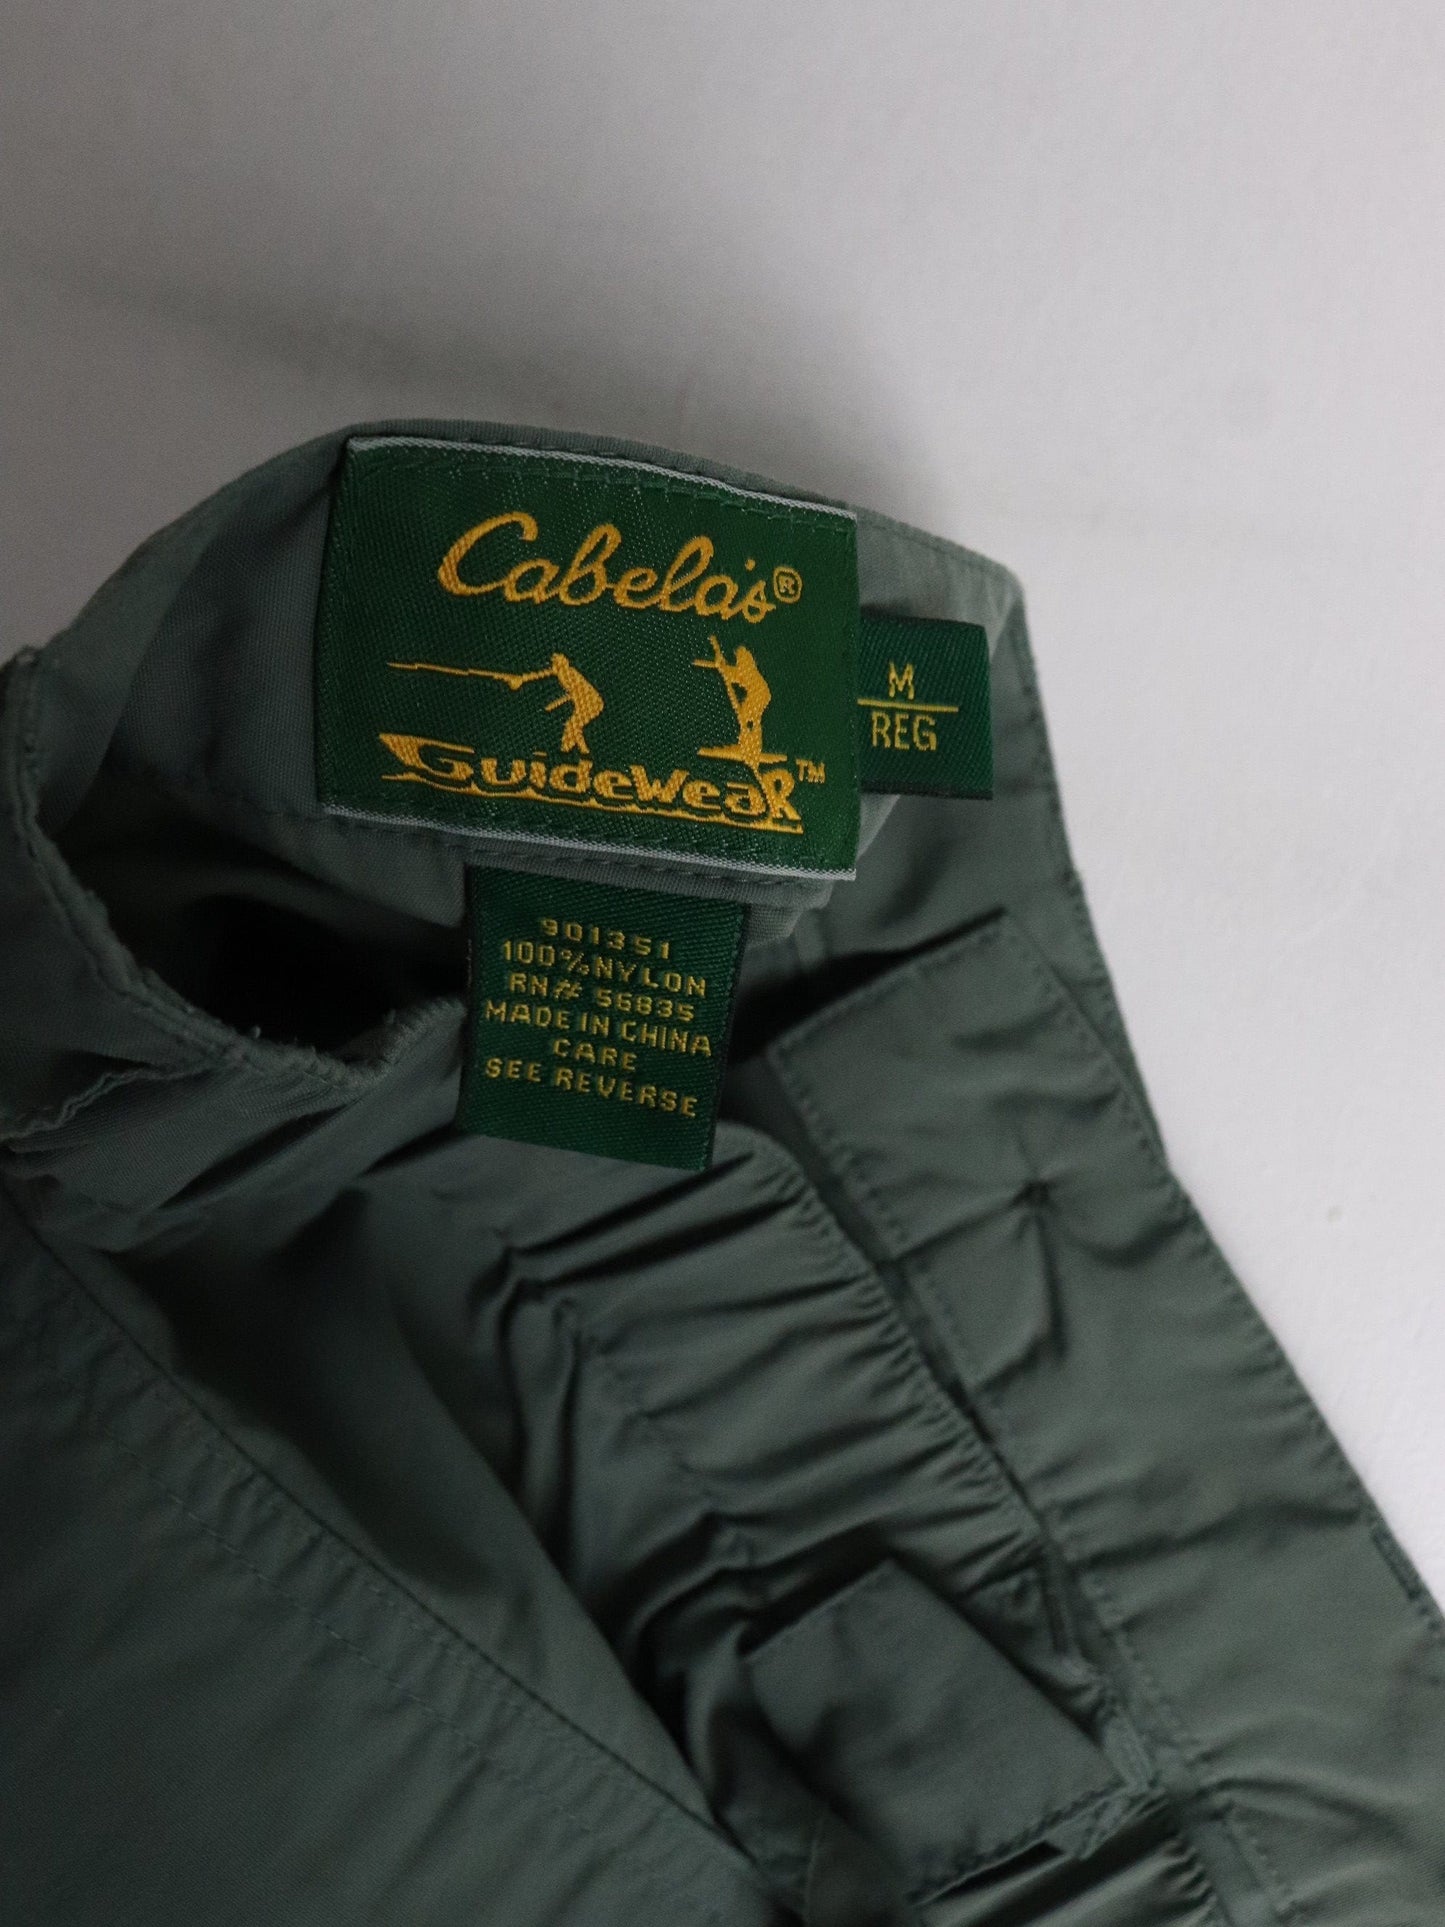 Cabela's®
GuideWeaR™
M
REG
901351
100%NYLON
RN# 56835
MADE IN CHINA
CARE
SEE REVERSE